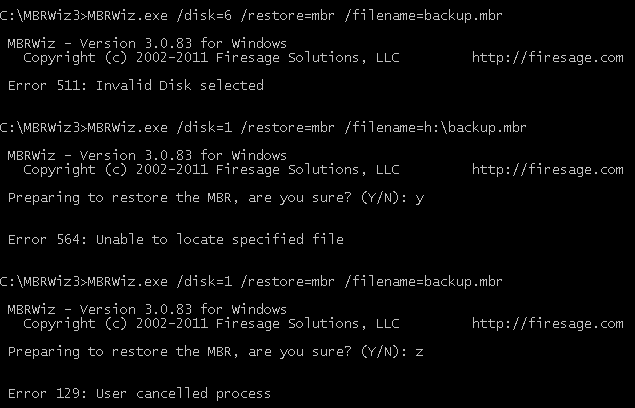 C:\MBRWiz3>MBRWiz.exe /disk=6 /restore=mbr /filename=backup.mbr
MBRWiz - Version 3.0.83 for Windows
Copyright (c) 2002-2011 Firesage Solutions, LLC http://firesage.com
Error 511: Invalid Disk selected
C:\MBRWiz3>MBRWiz.exe /disk=1 /restore=mbr /filename=h:\backup.mbr
MBRWiz - Version 3.0.83 for Windows
Copyright (c) 2002-2011 Firesage Solutions, LLC http://firesage.com
Preparing to restore the MBR, are you sure? (Y/N): y
Error 564: Unable to locate specified file
C:\MBRWiz3>MBRWiz.exe /disk=1 /restore=mbr /filename=backup.mbr
MBRWiz - Version 3.0.83 for Windows
Copyright (c) 2002-2011 Firesage Solutions, LLC http://firesage.com
Preparing to restore the MBR, are you sure? (Y/N): z
Error 129: User cancelled process